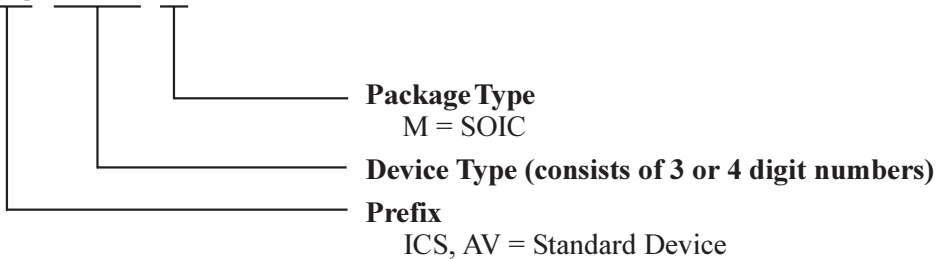 Package Type
M = SOIC
Device Type (consists of 3 or 4 digit numbers)
Prefix
ICS, AV = Standard Device